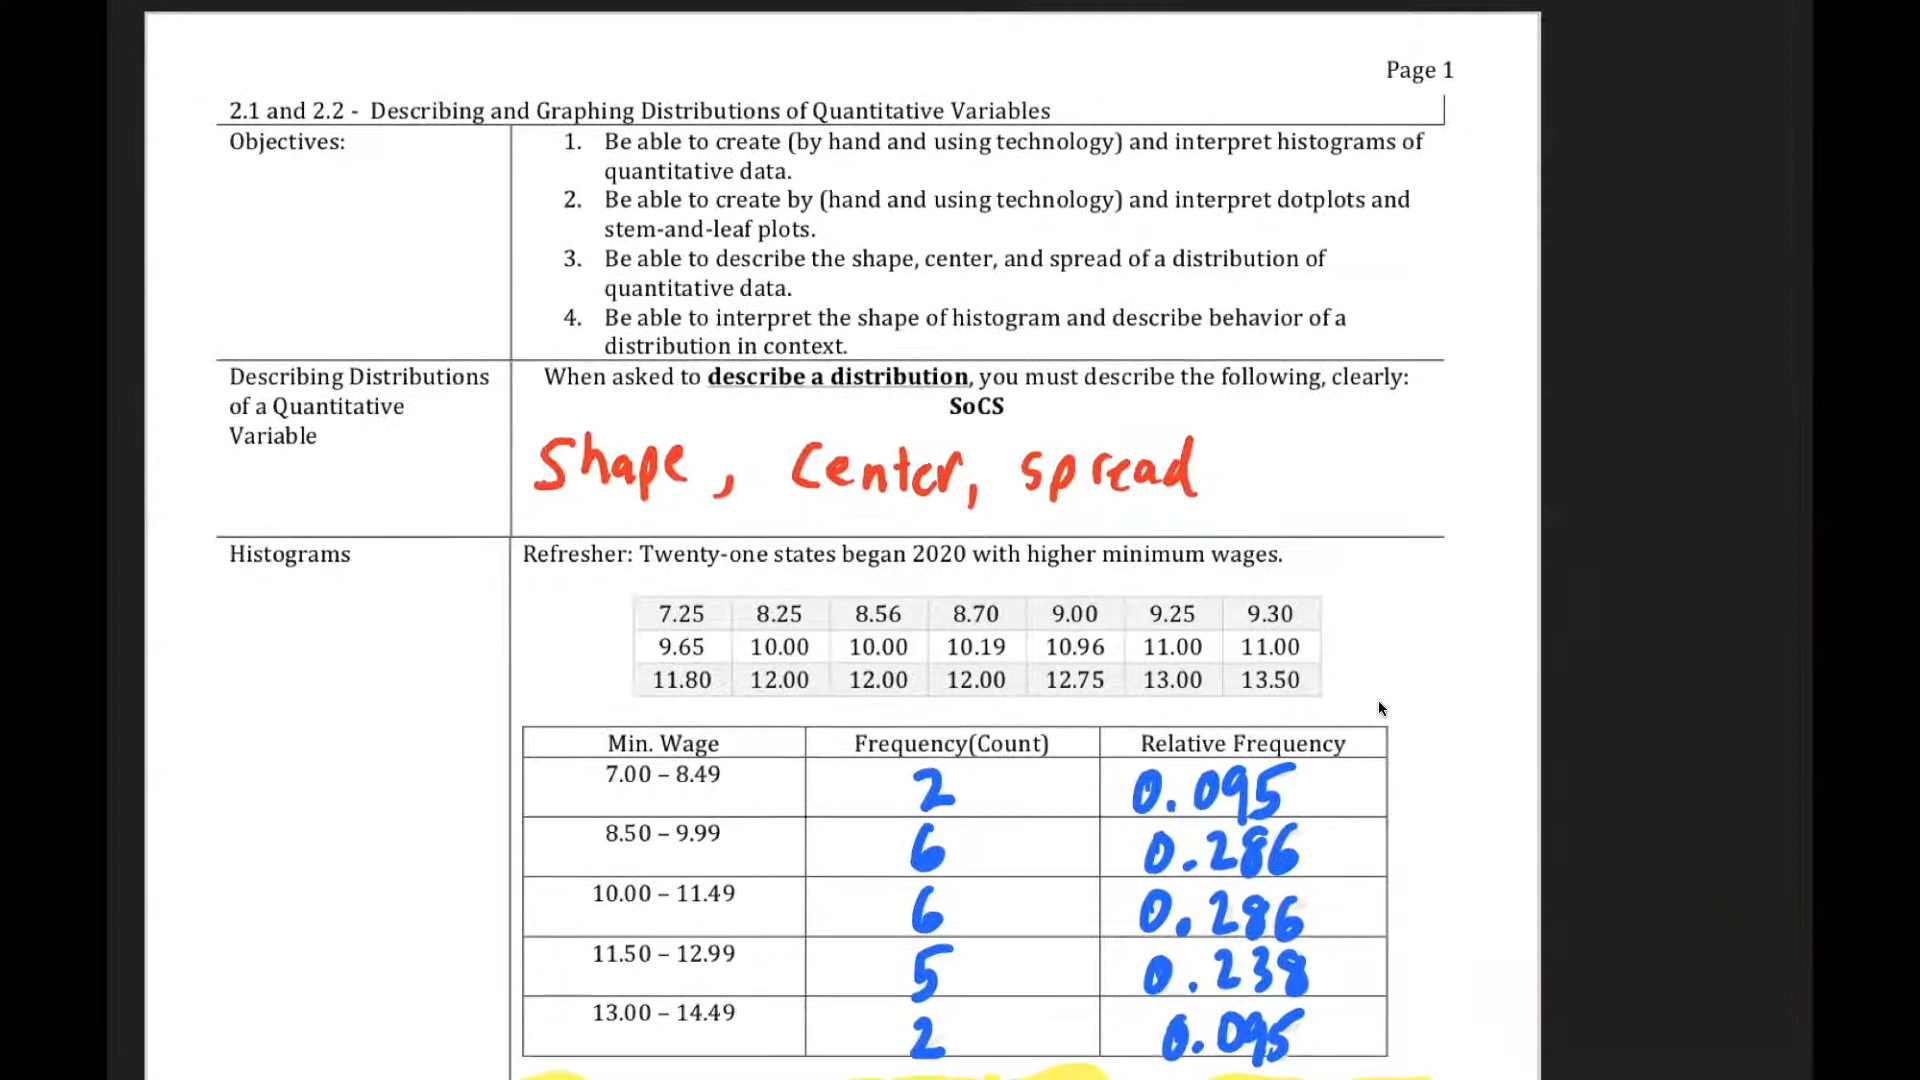 Page 1
2.1 and 2.2 - Describing and Graphing Distributions of Quantitative Variables
Objectives:
1. Be able to create (by hand and using technology) and interpret histograms of
quantitative data.
2. Be able to create by (hand and using technology) and interpret dotplots and
stem-and-leaf plots.
3. Be able to describe the shape, center, and spread of a distribution of
quantitative data.
4. Be able to interpret the shape of histogram and describe behavior of a
distribution in context.
Describing Distributions
of a Quantitative
Variable
When asked to describe a distribution, you must describe the following, clearly:
SoCS
Shape, Center, spread
Histograms
Refresher: Twenty-one states began 2020 with higher minimum wages.
7.25 8.25 8.56 8.70 9.00 9.25 9.30
9.65 10.00 10.00 10.19 10.96 11.00 11.00
11.80 12.00 12.00 12.00 12.75 13.00 13.50
Min. Wage Frequency(Count) Relative Frequency
7.00 – 8.49 2 0.095
8.50 – 9.99 6 0.286
10.00 – 11.49 6 0.286
11.50 – 12.99 5 0.238
13.00 – 14.49 2 0.095